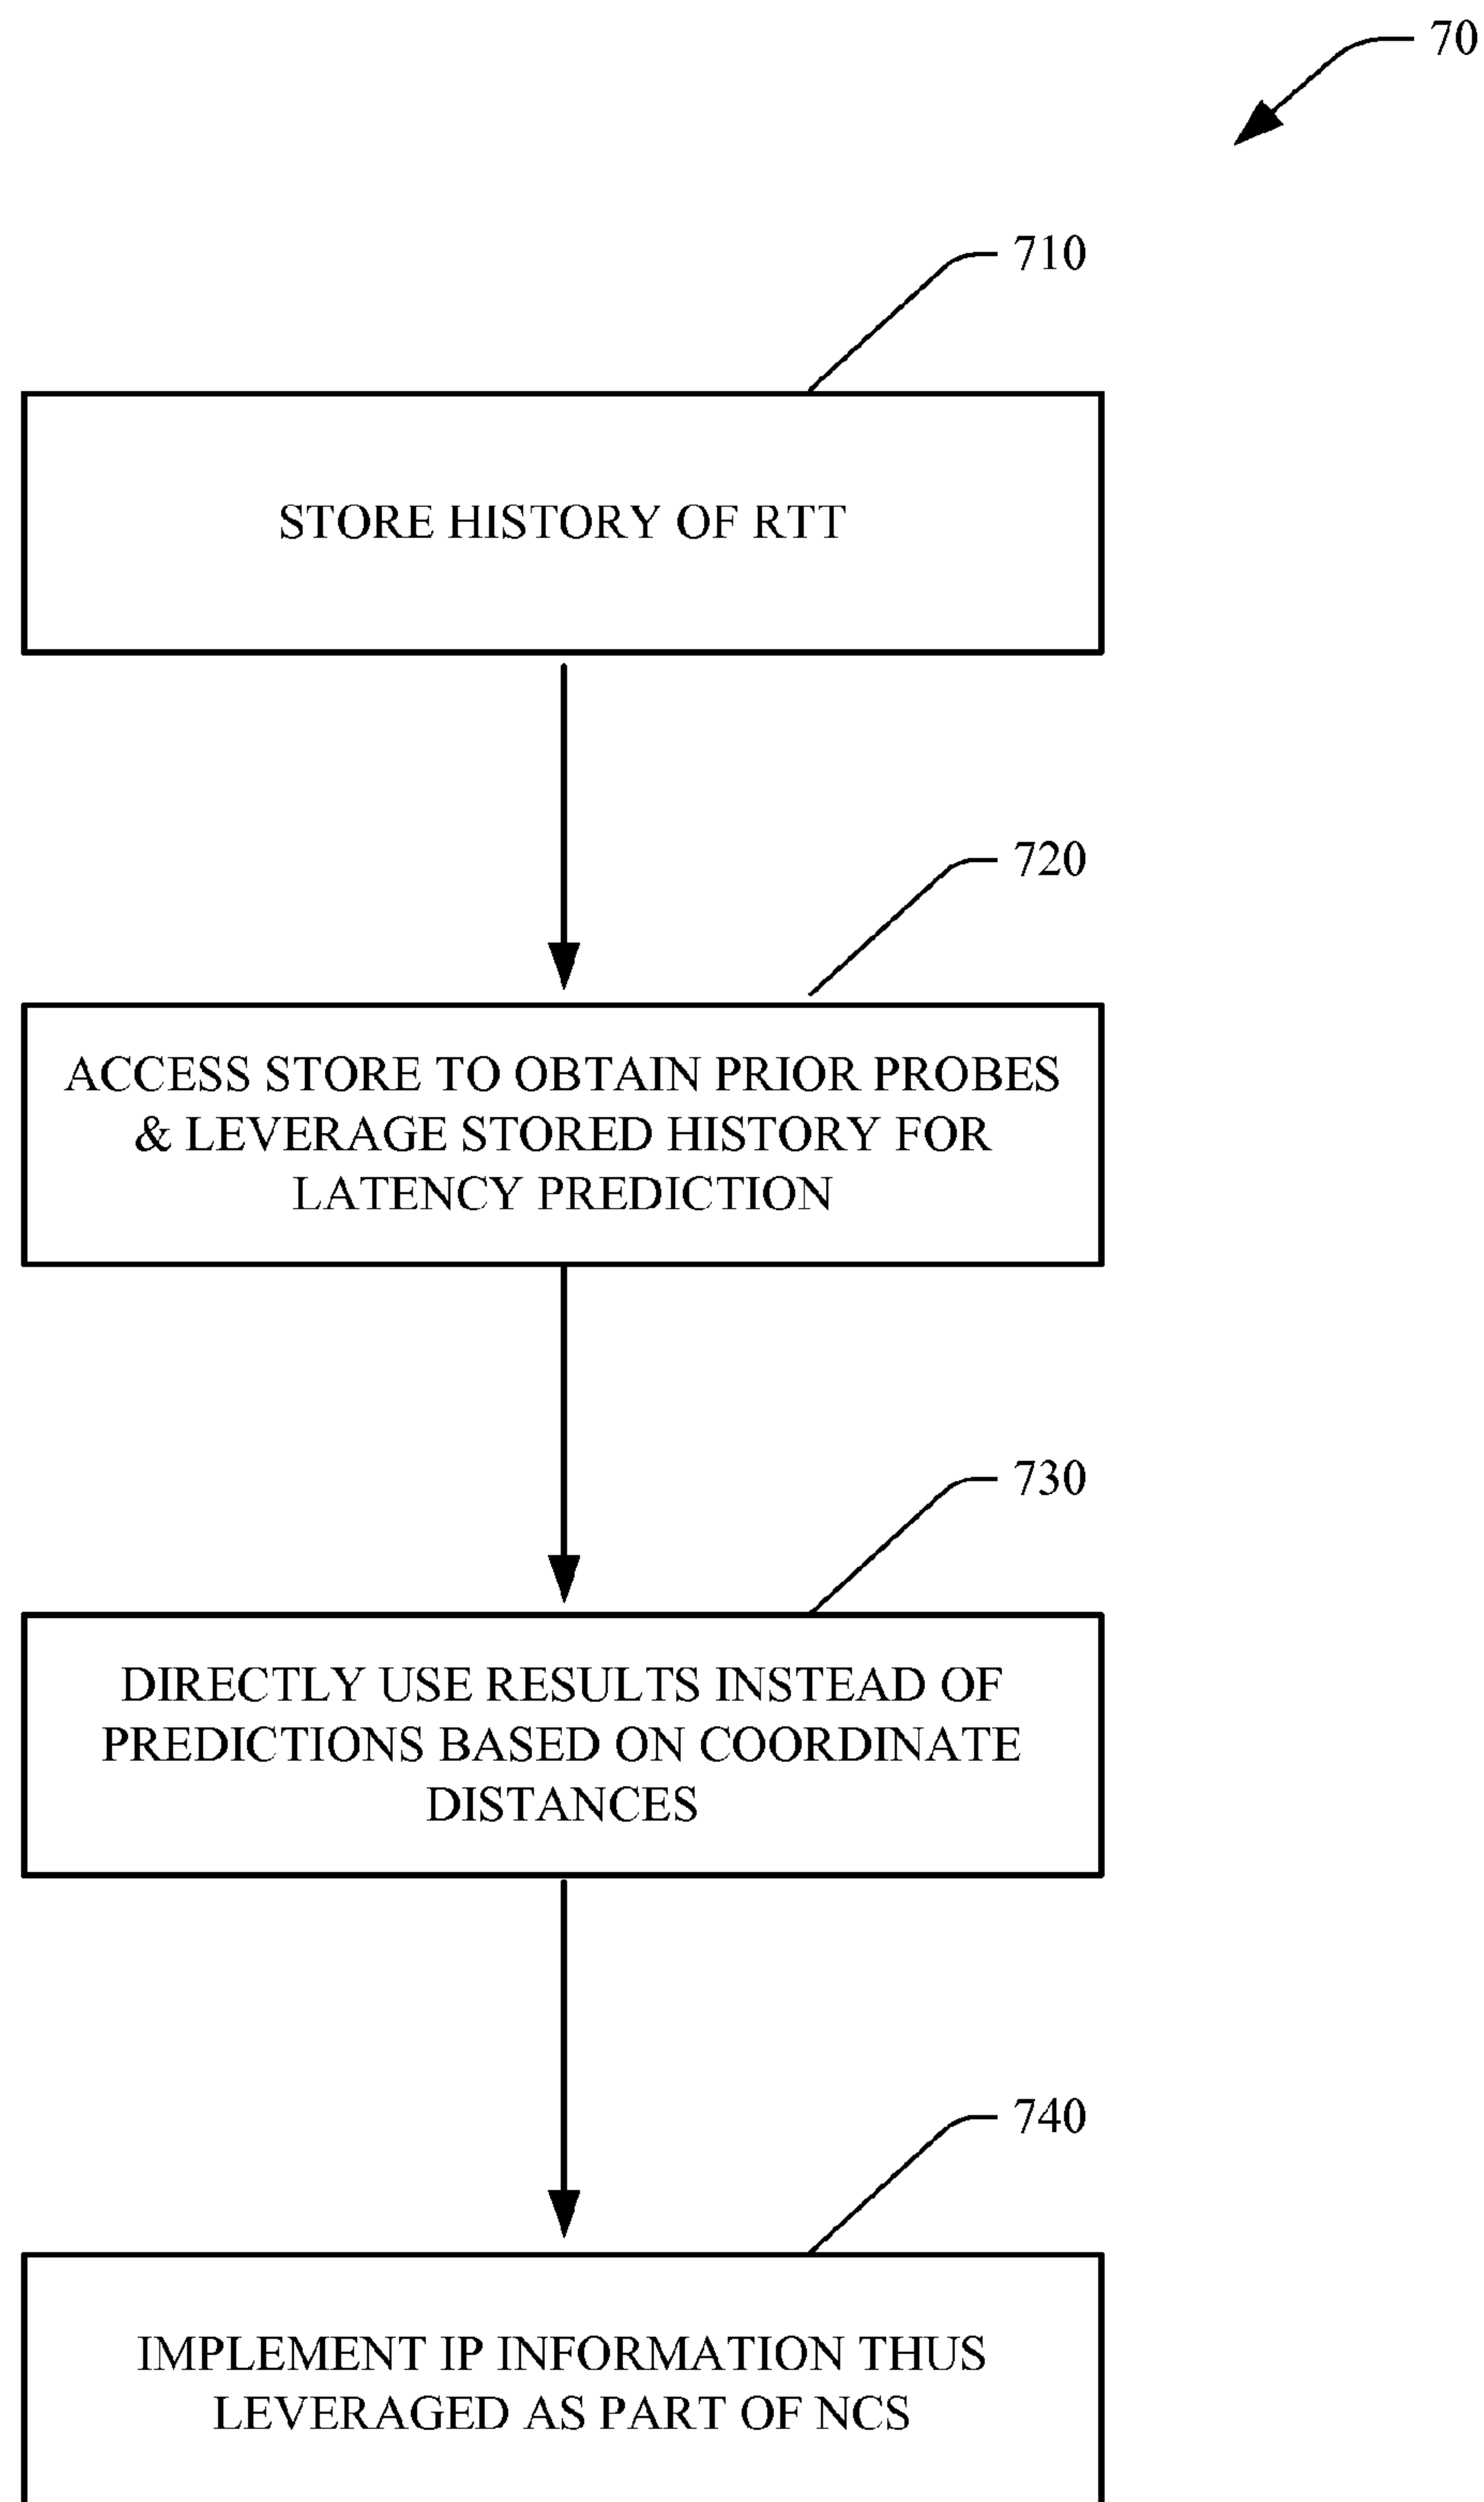 70
710
STORE HISTORY OF RTT
720
ACCESS STORE TO OBTAIN PRIOR PROBES
& LEVERAGE STORED HISTORY FOR
LATENCY PREDICTION
730
DIRECTLY USE RESULTS INSTEAD OF
PREDICTIONS BASED ON COORDINATE
DISTANCES
740
IMPLEMENT IP INFORMATION THUS
LEVERAGED AS PART OF NCS